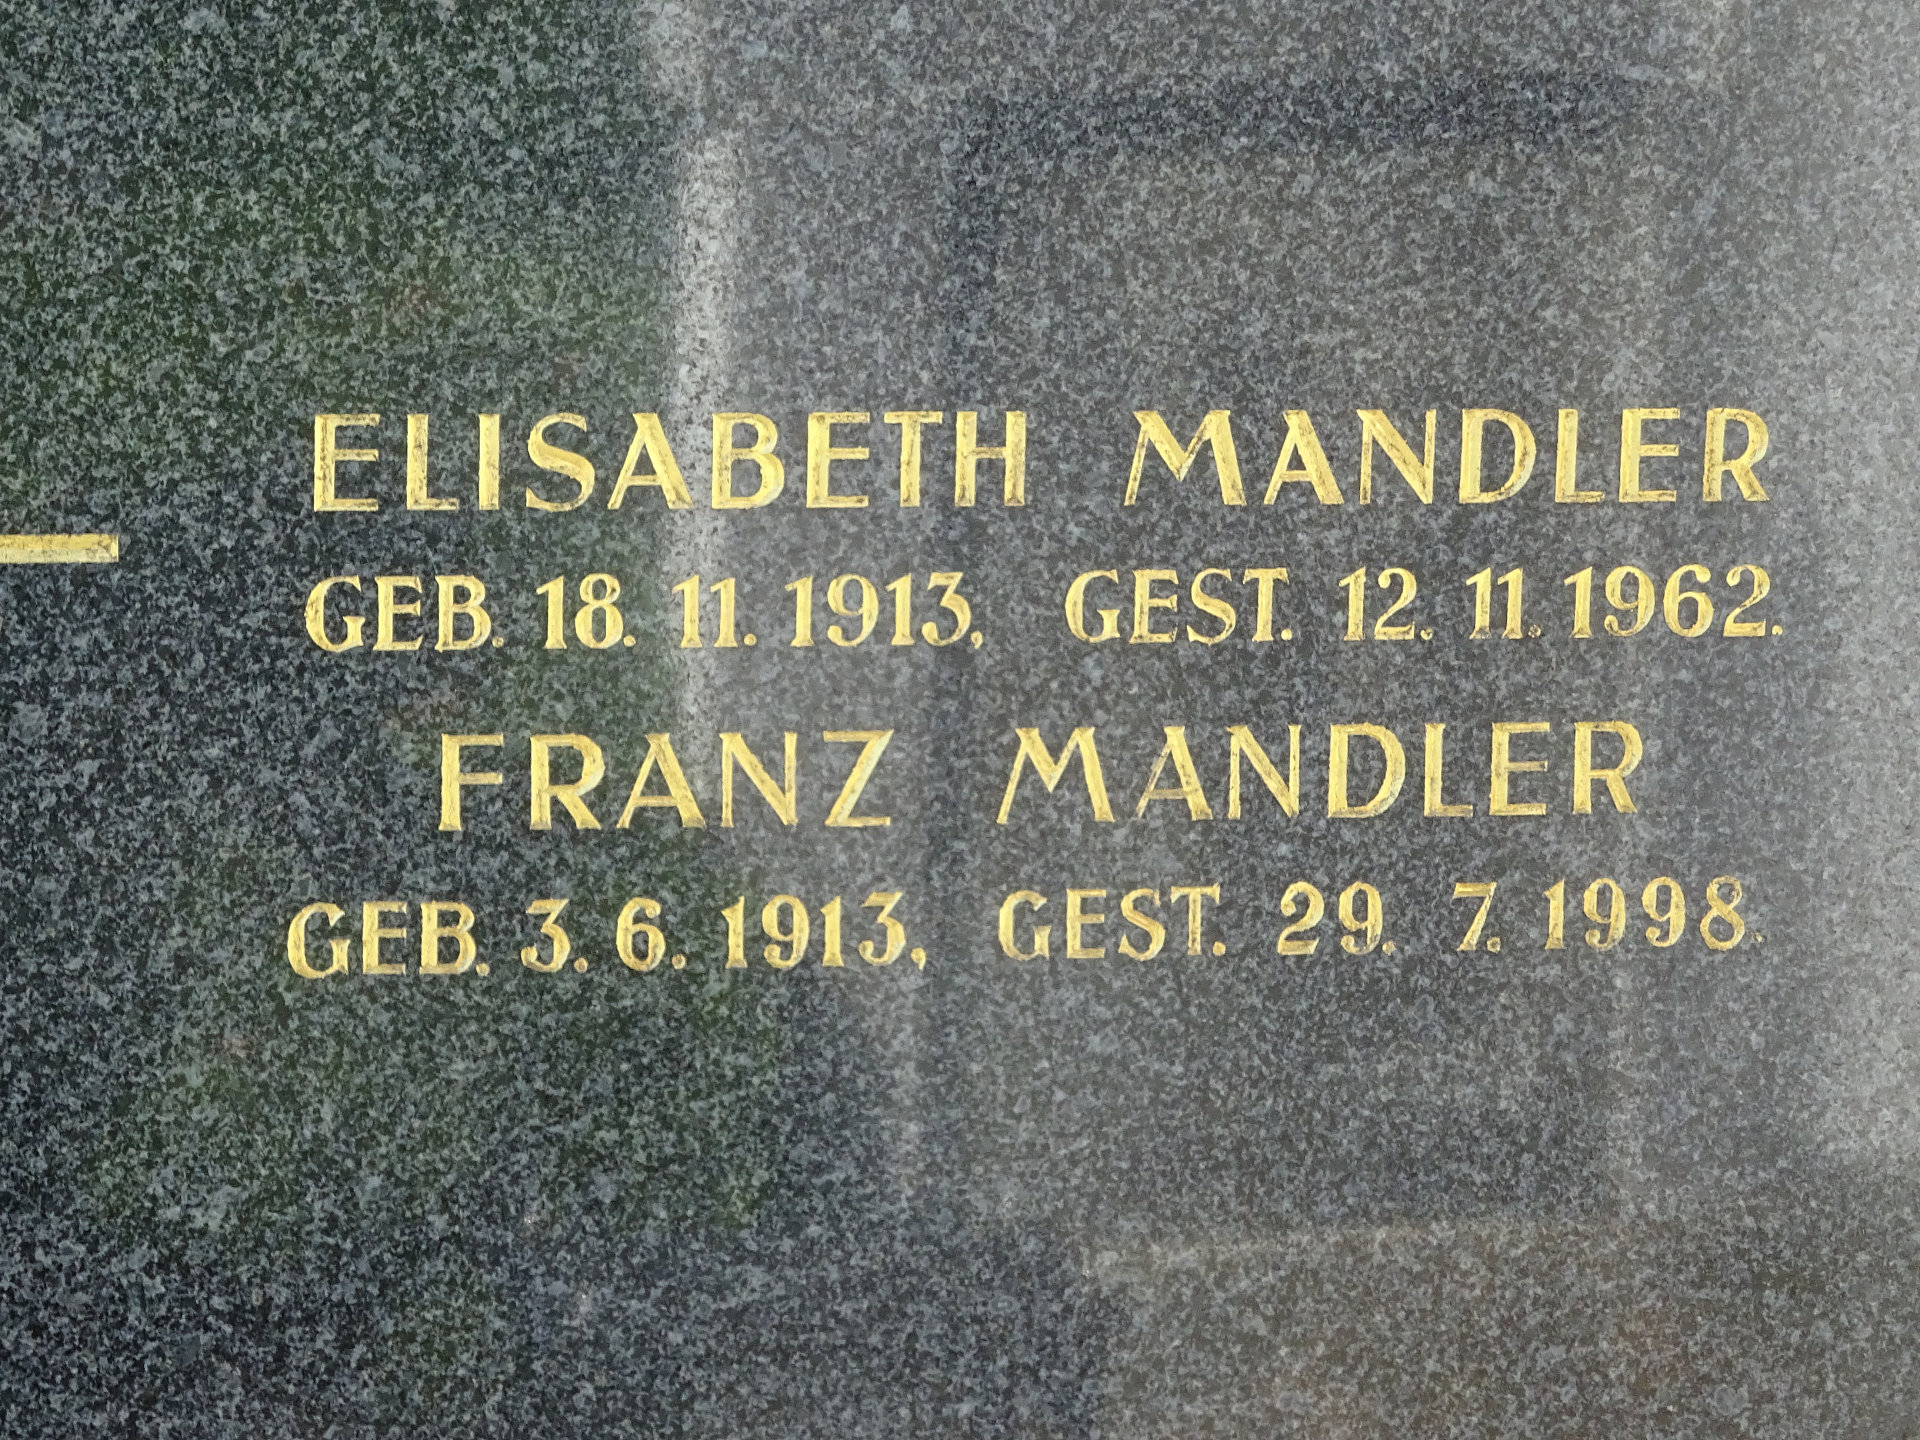 ELISABETH MANDLER
GEB. 18. 11. 1913, GEST. 12. 11. 1962.
FRANZ MANDLER
GEB. 3. 6. 1913, GEST. 29. 7. 1998.